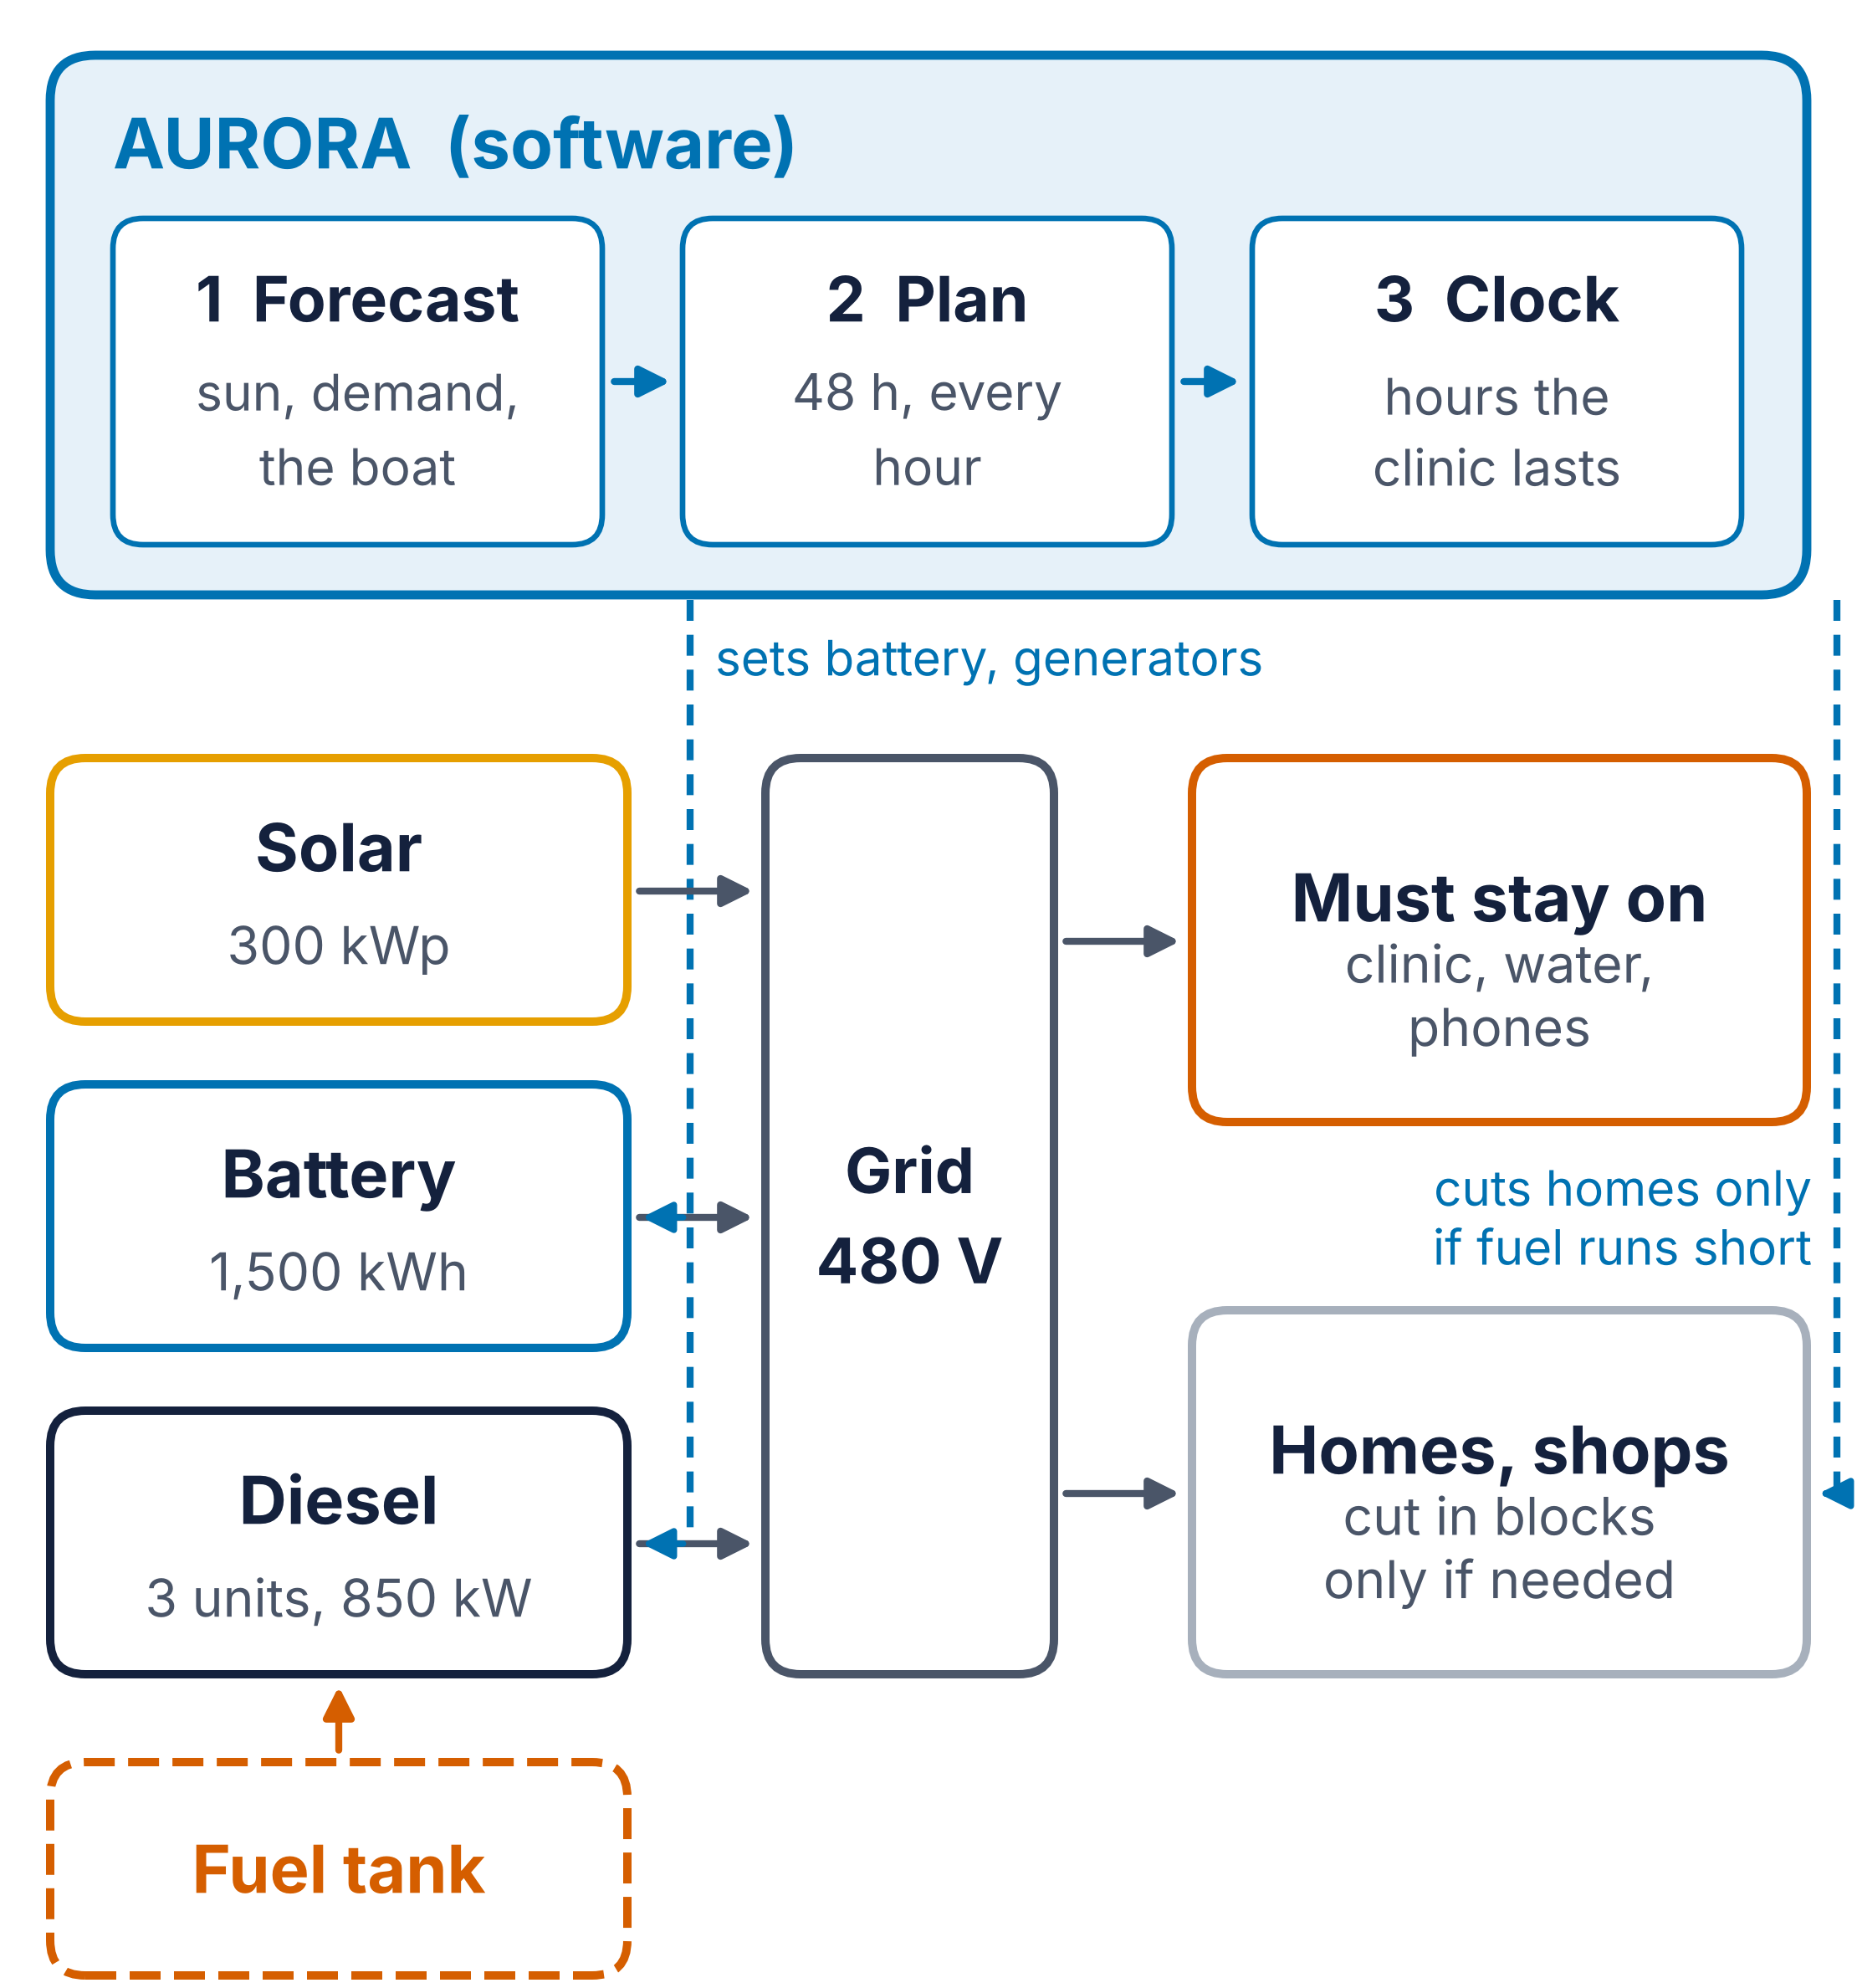 AURORA (software)
1 Forecast
sun, demand,
the boat
2 Plan
48 h, every
hour
3 Clock
hours the
clinic lasts
sets battery, generators
Solar
300 kWp
Battery
1,500 kWh
Diesel
3 units, 850 kW
Fuel tank
Grid
480 V
Must stay on
clinic, water,
phones
cuts homes only
if fuel runs short
Homes, shops
cut in blocks
only if needed